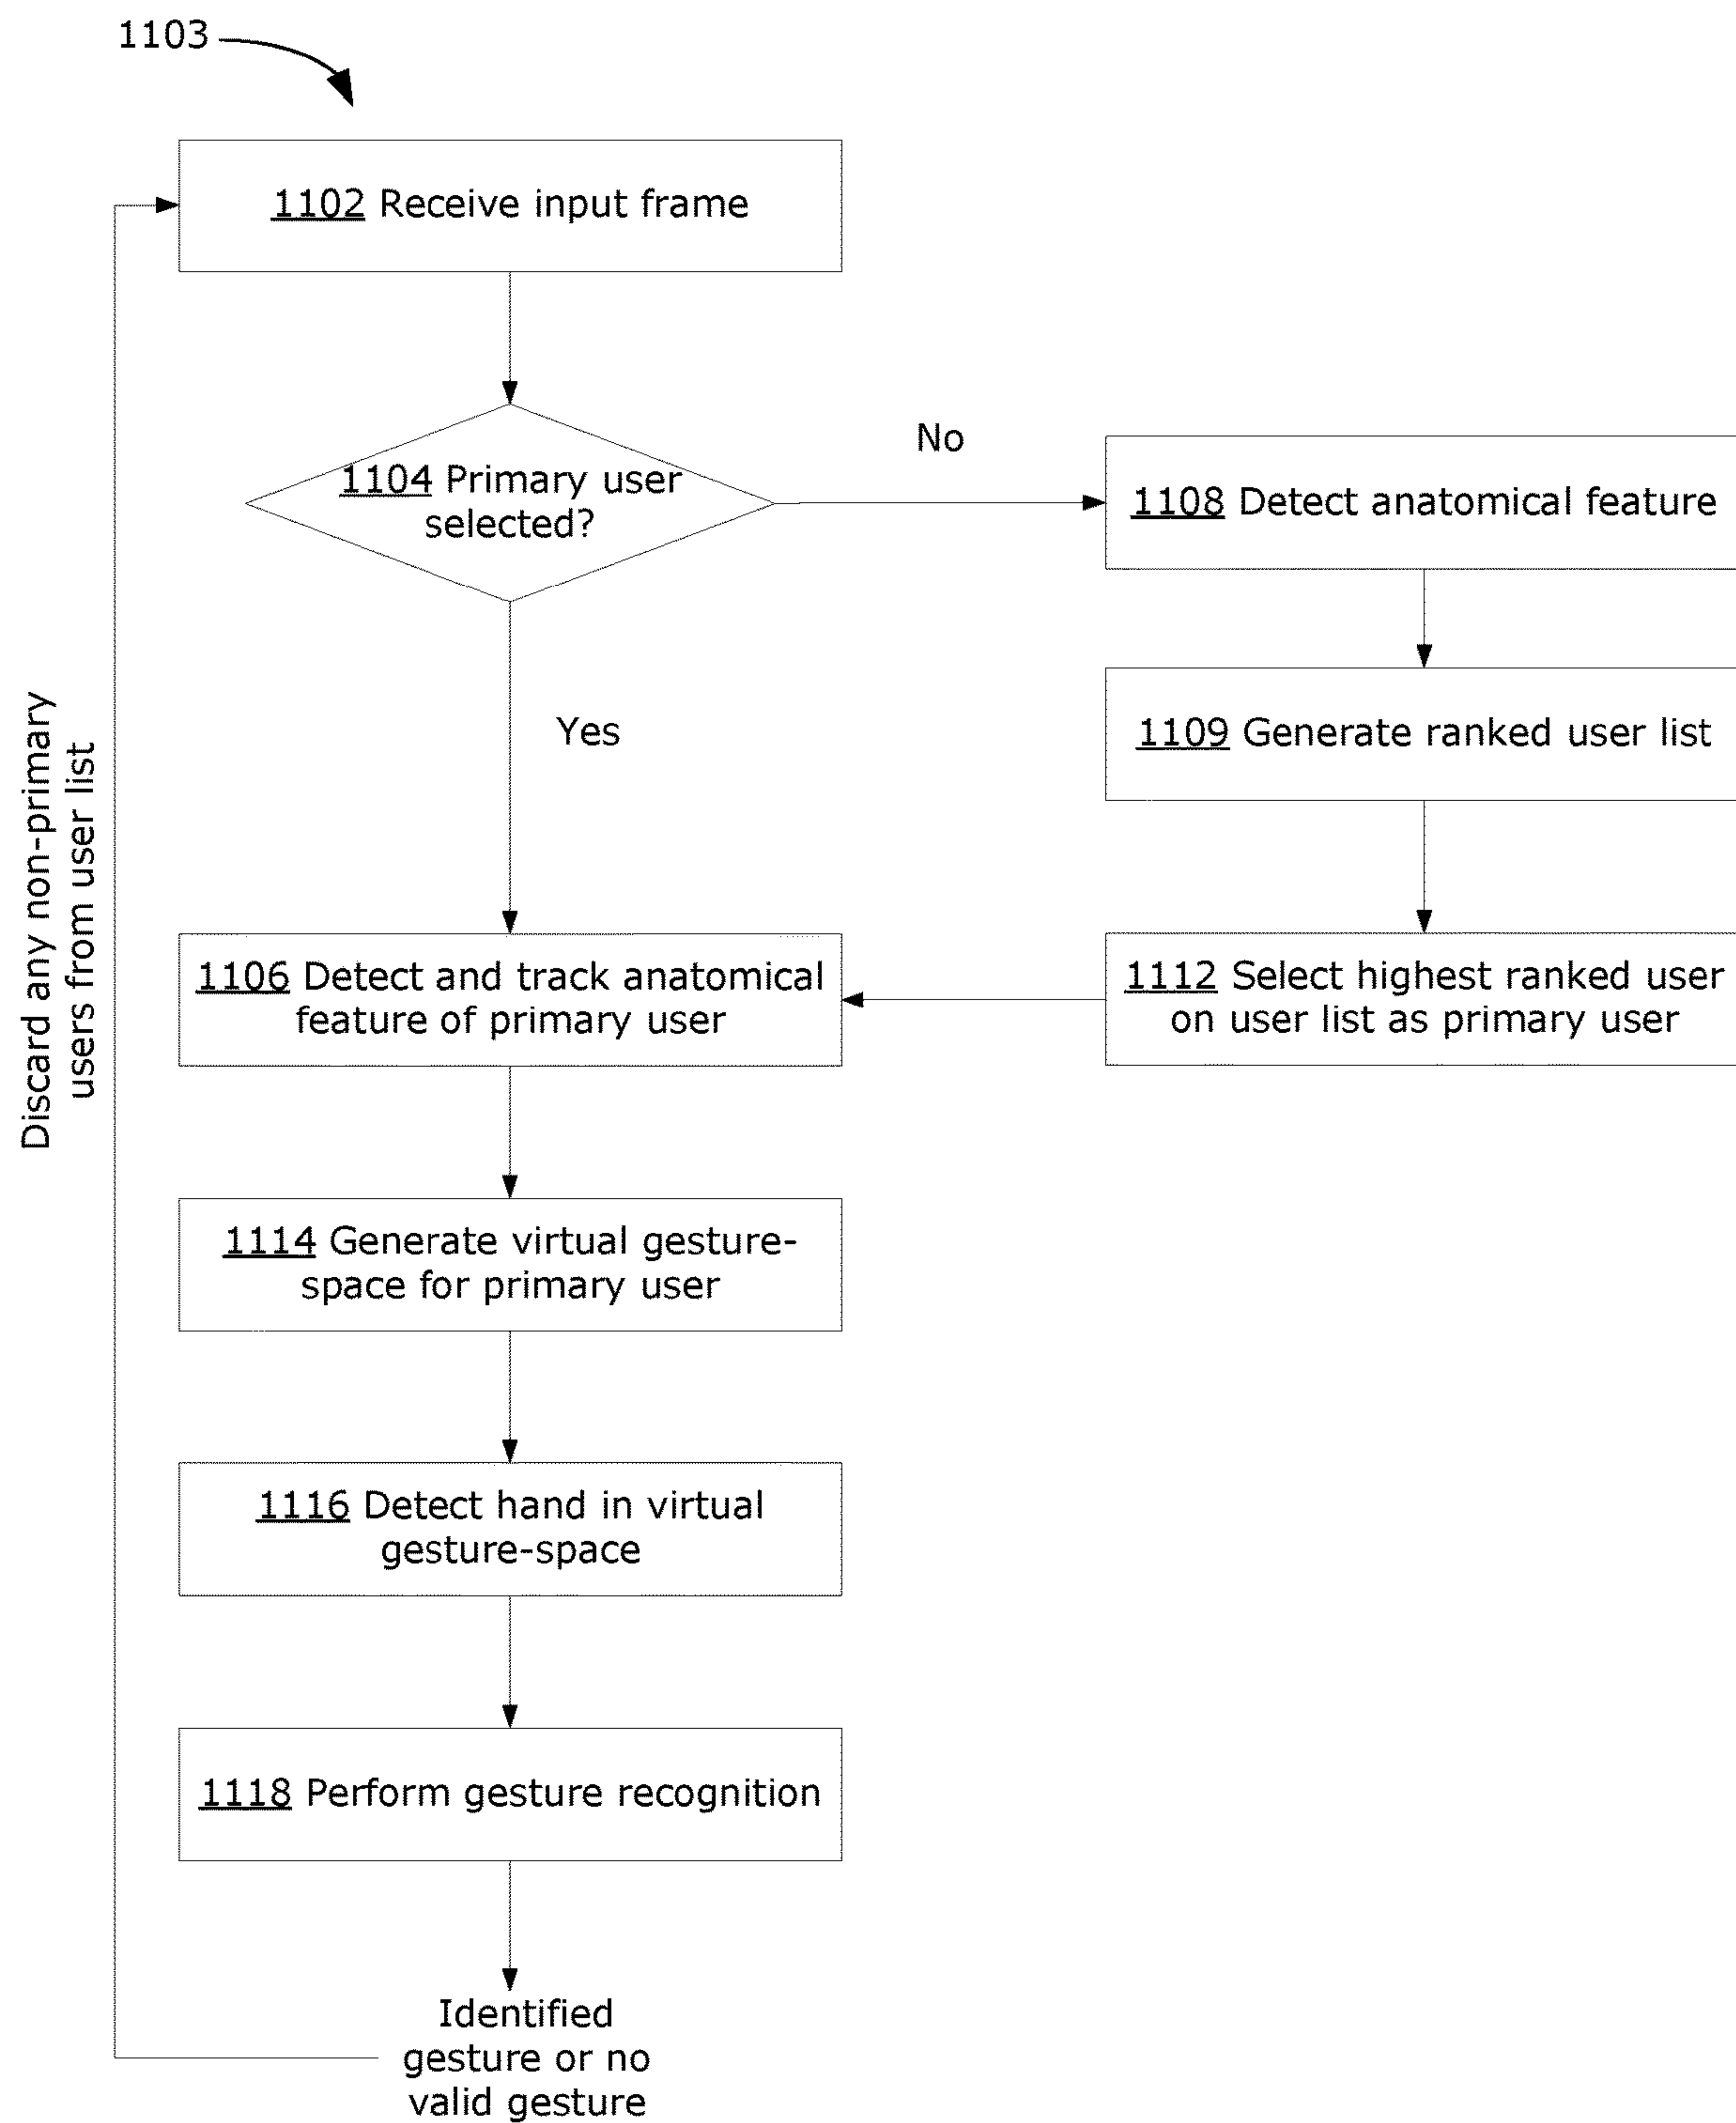 1103
1102 Receive input frame
1104 Primary user
selected?
No
1108 Detect anatomical feature
Yes
1109 Generate ranked user list
Discard any non-primary
users from user list
1106 Detect and track anatomical
feature of primary user
1112 Select highest ranked user
on user list as primary user
1114 Generate virtual gesture-
space for primary user
1116 Detect hand in virtual
gesture-space
1118 Perform gesture recognition
Identified
gesture or no
valid gesture